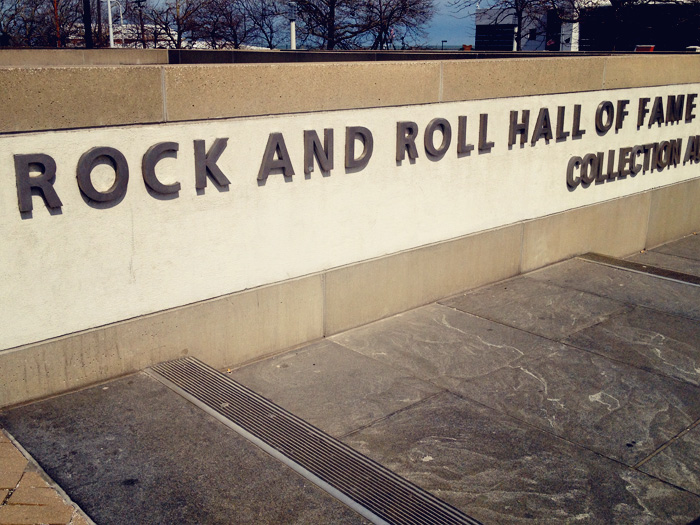 ROCK AND ROLL HALL OF FAME
COLLECTION